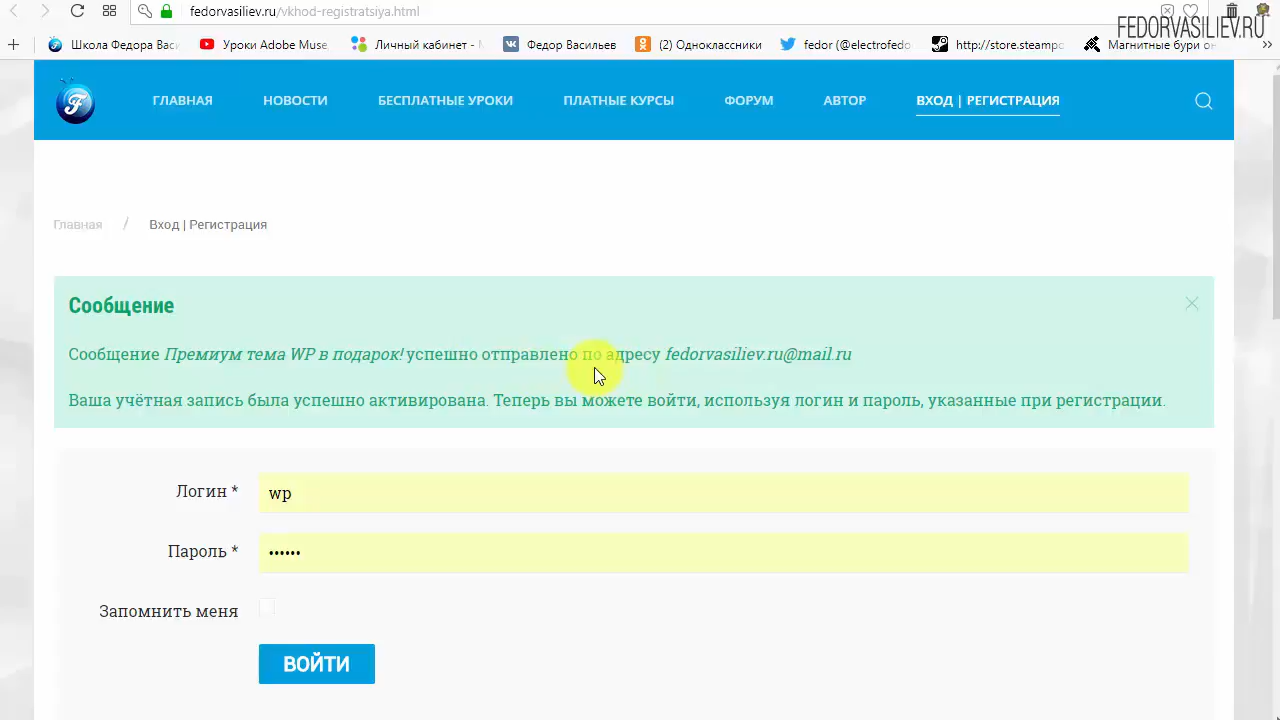 fedorvasiliev.ru/vkhod-registratsiya.html
FEDORVASILIEV.RU
Школа Федора Васи Уроки Adobe Muse, Личный кабинет - Федор Васильев (2) Одноклассники fedor (@electrofedo http://store.steampo Магнитные бури он
ГЛАВНАЯ НОВОСТИ БЕСПЛАТНЫЕ УРОКИ ПЛАТНЫЕ КУРСЫ ФОРУМ АВТОР ВХОД | РЕГИСТРАЦИЯ
Главная / Вход | Регистрация
Сообщение
Сообщение Премиум тема WP в подарок! успешно отправлено по адресу fedorvasiliev.ru@mail.ru
Ваша учётная запись была успешно активирована. Теперь вы можете войти, используя логин и пароль, указанные при регистрации.
Логин * wp
Пароль * ••••••
Запомнить меня
ВОЙТИ